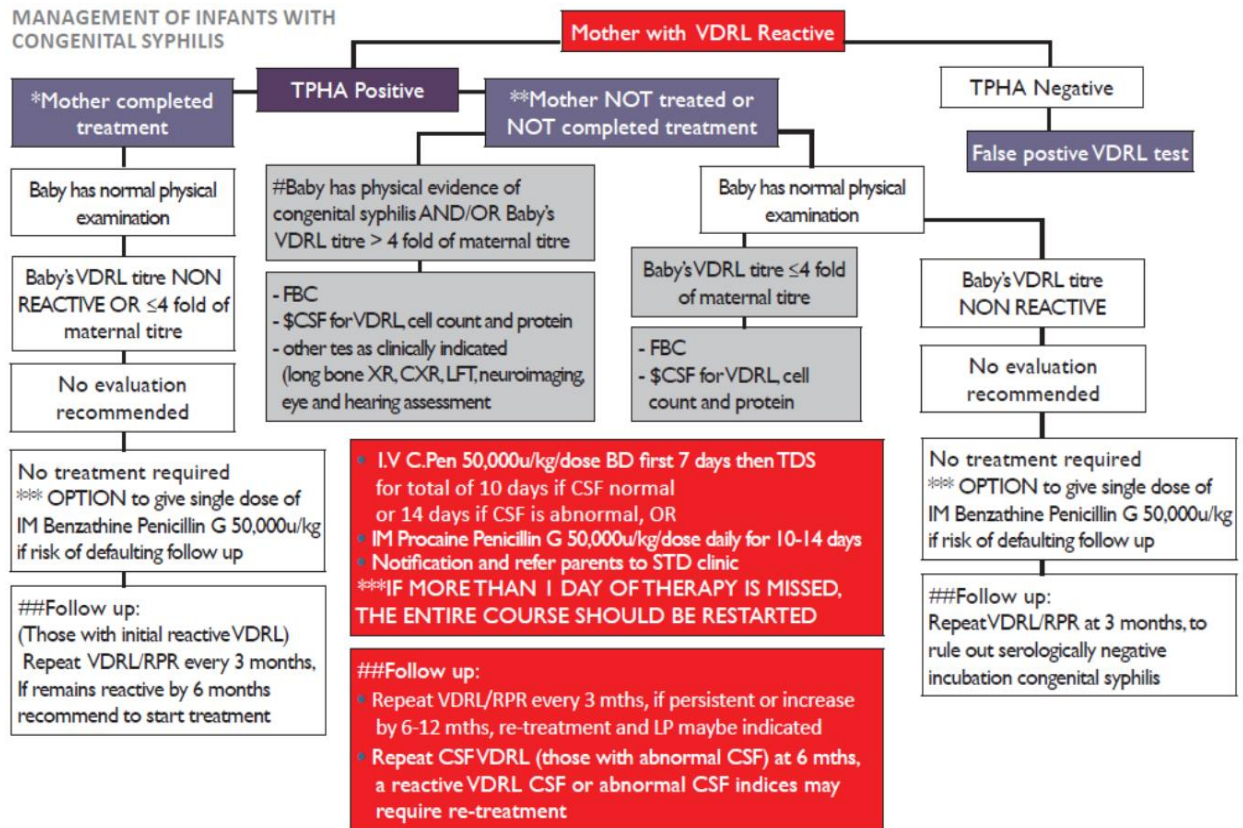 MANAGEMENT OF INFANTS WITH
CONGENITAL SYPHILIS
Mother with VDRL Reactive
TPHA Positive
TPHA Negative
False postive VDRL test
*Mother completed
treatment
Baby has normal physical
examination
Baby's VDRL titre NON
REACTIVE OR ≤4 fold of
maternal titre
No evaluation
recommended
No treatment required
*** OPTION to give single dose of
IM Benzathine Penicillin G 50,000u/kg
if risk of defaulting follow up
##Follow up:
(Those with initial reactive VDRL)
Repeat VDRL/RPR every 3 months,
If remains reactive by 6 months
recommend to start treatment
**Mother NOT treated or
NOT completed treatment
#Baby has physical evidence of
congenital syphilis AND/OR Baby's
VDRL titre > 4 fold of maternal titre
- FBC
- $CSF for VDRL, cell count and protein
- other tes as clinically indicated
(long bone XR, CXR, LFT, neuroimaging,
eye and hearing assessment
Baby has normal physical
examination
Baby's VDRL titre ≤4 fold
of maternal titre
- FBC
- $CSF for VDRL, cell
count and protein
• I.V C.Pen 50,000u/kg/dose BD first 7 days then TDS
for total of 10 days if CSF normal
or 14 days if CSF is abnormal, OR
• IM Procaine Penicillin G 50,000u/kg/dose daily for 10-14 days
• Notification and refer parents to STD clinic
***IF MORE THAN 1 DAY OF THERAPY IS MISSED,
THE ENTIRE COURSE SHOULD BE RESTARTED
##Follow up:
• Repeat VDRL/RPR every 3 mths, if persistent or increase
by 6-12 mths, re-treatment and LP maybe indicated
• Repeat CSF VDRL (those with abnormal CSF) at 6 mths,
a reactive VDRL CSF or abnormal CSF indices may
require re-treatment
Baby's VDRL titre
NON REACTIVE
No evaluation
recommended
No treatment required
*** OPTION to give single dose of
IM Benzathine Penicillin G 50,000u/kg
if risk of defaulting follow up
##Follow up:
Repeat VDRL/RPR at 3 months, to
rule out serologically negative
incubation congenital syphilis